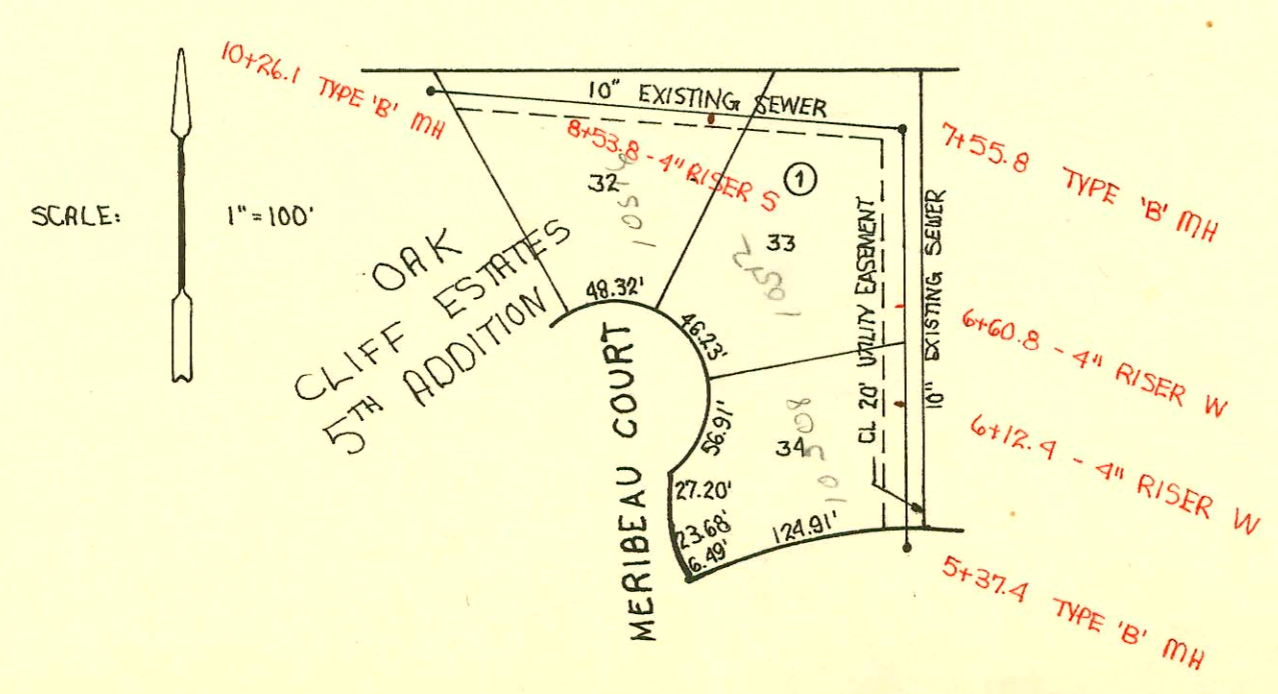 10+26.1 TYPE 'B' MH
10" EXISTING SEWER
8+53.8 - 4" RISER S
7+55.8 TYPE 'B' MH
SCALE: 1" = 100'
32
1
33
10512
OAK
CLIFF ESTATES
5TH ADDITION
48.32'
46.23'
CL 20' UTILITY EASEMENT
10" EXISTING SEWER
6+60.8 - 4" RISER W
6+12.4 - 4" RISER W
MERIBEAU COURT
56.91'
34
10508
27.20'
23.68'
6.49'
124.91'
5+37.4 TYPE 'B' MH